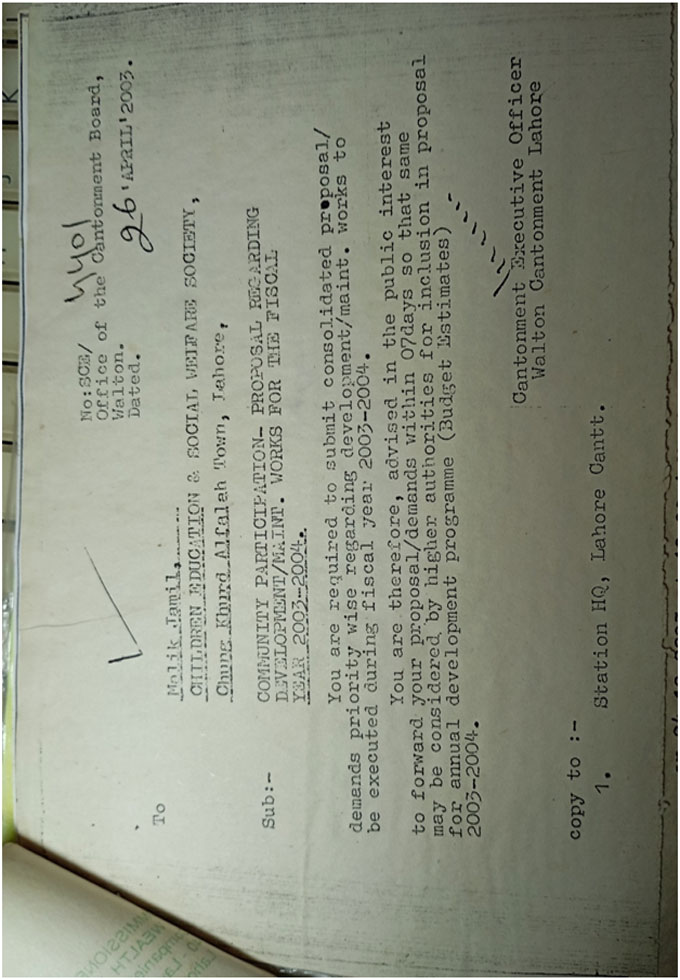 No:SCE/ 4401
Office of the Cantonment Board,
Walton.
Dated. 26 'APRIL' 2003.
To
Malik Jamil,
CHILDREN EDUCATION & SOCIAL WELFARE SOCIETY,
Chung Khurd Alfalah Town, Lahore,
Sub:- COMMUNITY PARTICIPATION- PROPOSAL REGARDING
DEVELOPMENT/MAINT. WORKS FOR THE FISCAL
YEAR 2003-2004.
You are required to submit consolidated proposal/
demands priority wise regarding development/maint. works to
be executed during fiscal year 2003-2004.
You are therefore, advised in the public interest
to forward your proposal/demands within 07days so that same
may be considered by higher authorities for inclusion in proposal
for annual development programme (Budget Estimates)
2003-2004.
Cantonment Executive Officer
Walton Cantonment Lahore
copy to :-
1. Station HQ, Lahore Cantt.